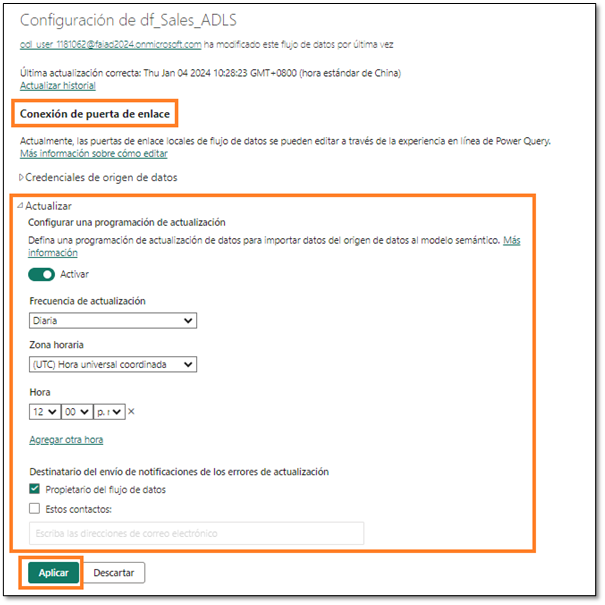 Configuración de df_Sales_ADLS
odl_user_1181062@faiad2024.onmicrosoft.com ha modificado este flujo de datos por última vez
Última actualización correcta: Thu Jan 04 2024 10:28:23 GMT+0800 (hora estándar de China)
Actualizar historial
Conexión de puerta de enlace
Actualmente, las puertas de enlace locales de flujo de datos se pueden editar a través de la experiencia en línea de Power Query.
Más información sobre cómo editar
Credenciales de origen de datos
Actualizar
Configurar una programación de actualización
Defina una programación de actualización de datos para importar datos del origen de datos al modelo semántico. Más
información
Activar
Frecuencia de actualización
Diaria
Zona horaria
(UTC) Hora universal coordinada
Hora
12 00 p. r
Agregar otra hora
Destinatario del envío de notificaciones de los errores de actualización
Propietario del flujo de datos
Estos contactos:
Escriba las direcciones de correo electrónico
Aplicar Descartar